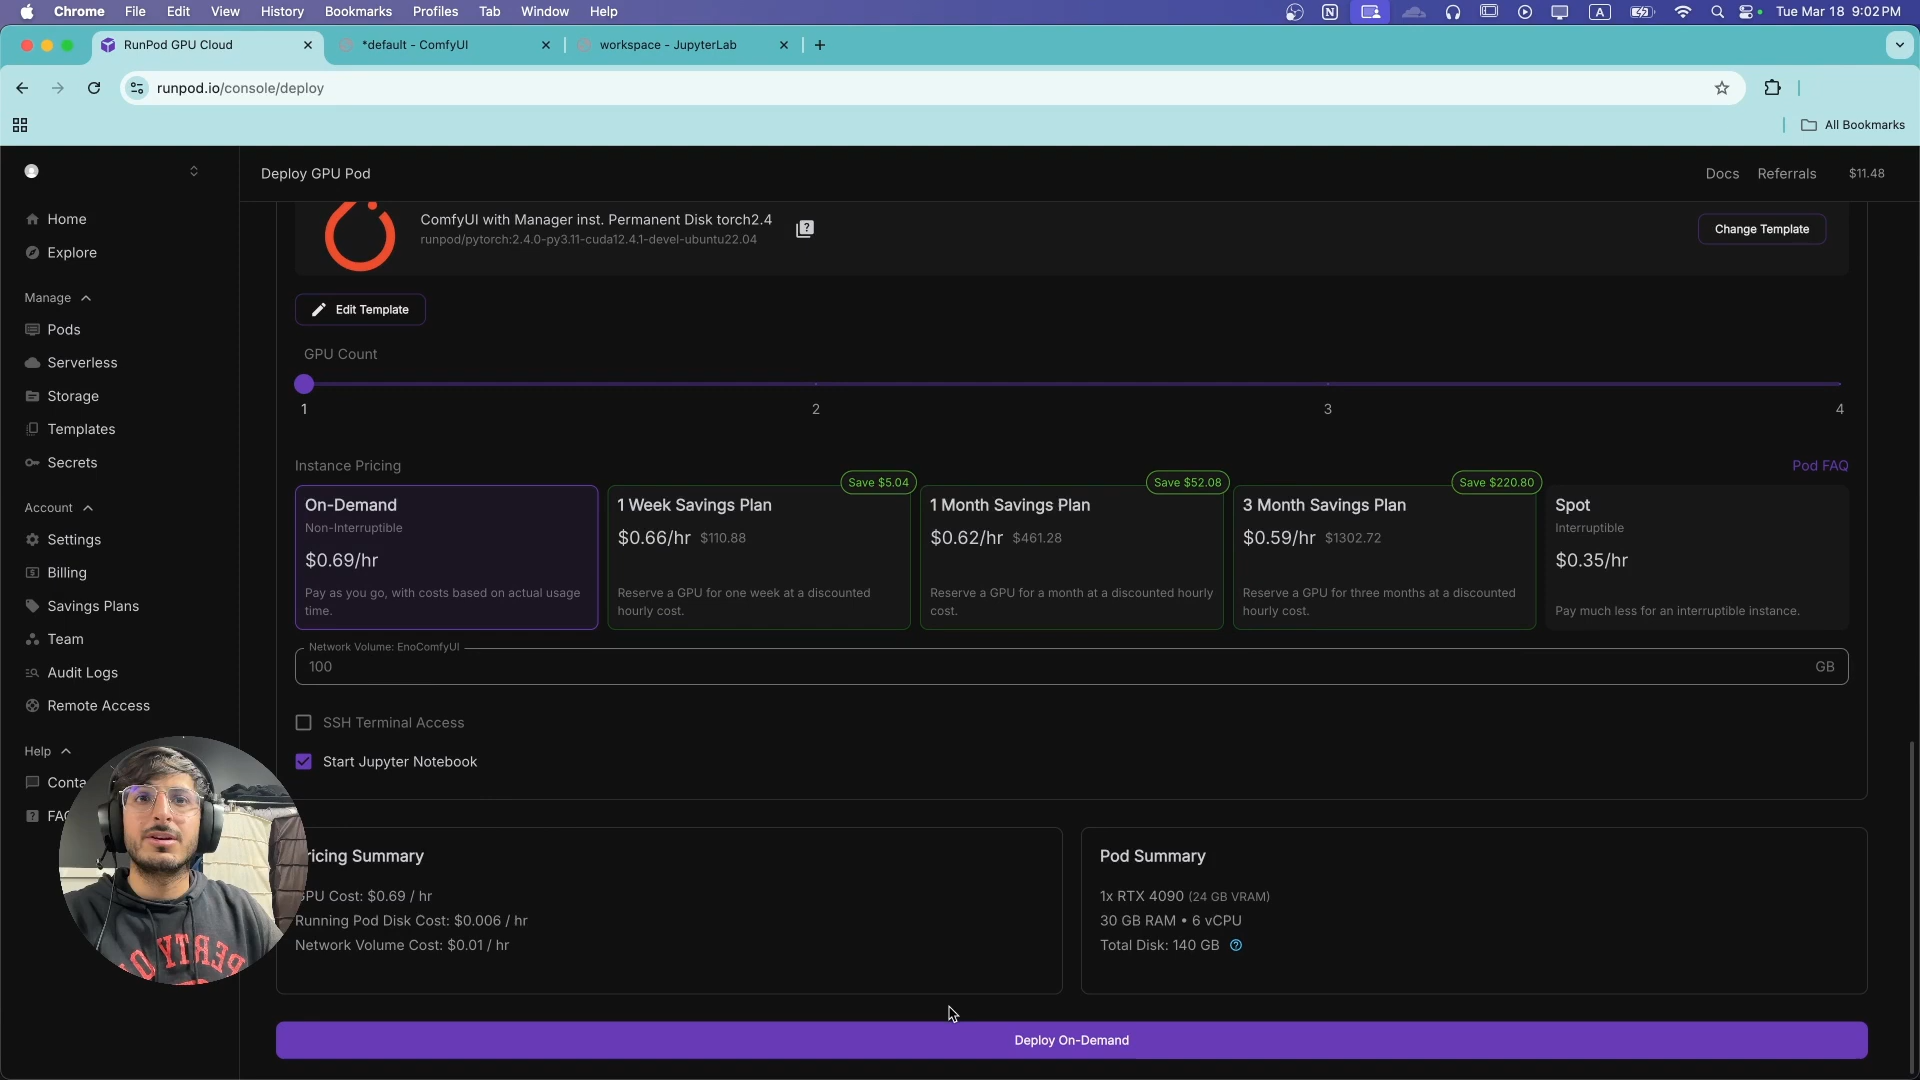 Chrome File Edit View History Bookmarks Profiles Tab Window Help
A
Tue Mar 18 9:02 PM
RunPod GPU Cloud
*default - ComfyUI
workspace - JupyterLab
runpod.io/console/deploy
All Bookmarks
Deploy GPU Pod
Docs Referrals $11.48
Home
Explore
Manage
Pods
Serverless
Storage
Templates
Secrets
Account
Settings
Billing
Savings Plans
Team
Audit Logs
Remote Access
Help
Conta
FAQ
ComfyUI with Manager inst. Permanent Disk torch2.4
runpod/pytorch:2.4.0-py3.11-cuda12.4.1-devel-ubuntu22.04
Change Template
Edit Template
GPU Count
1 2 3 4
Instance Pricing
Pod FAQ
On-Demand
Non-Interruptible
$0.69/hr
Pay as you go, with costs based on actual usage
time.
Save $5.04
1 Week Savings Plan
$0.66/hr $110.88
Reserve a GPU for one week at a discounted
hourly cost.
Save $52.08
1 Month Savings Plan
$0.62/hr $461.28
Reserve a GPU for a month at a discounted hourly
cost.
Save $220.80
3 Month Savings Plan
$0.59/hr $1302.72
Reserve a GPU for three months at a discounted
hourly cost.
Spot
Interruptible
$0.35/hr
Pay much less for an interruptible instance.
Network Volume: EnoComfyUI
100 GB
SSH Terminal Access
Start Jupyter Notebook
ricing Summary
GPU Cost: $0.69 / hr
Running Pod Disk Cost: $0.006 / hr
Network Volume Cost: $0.01 / hr
Pod Summary
1x RTX 4090 (24 GB VRAM)
30 GB RAM • 6 vCPU
Total Disk: 140 GB
Deploy On-Demand